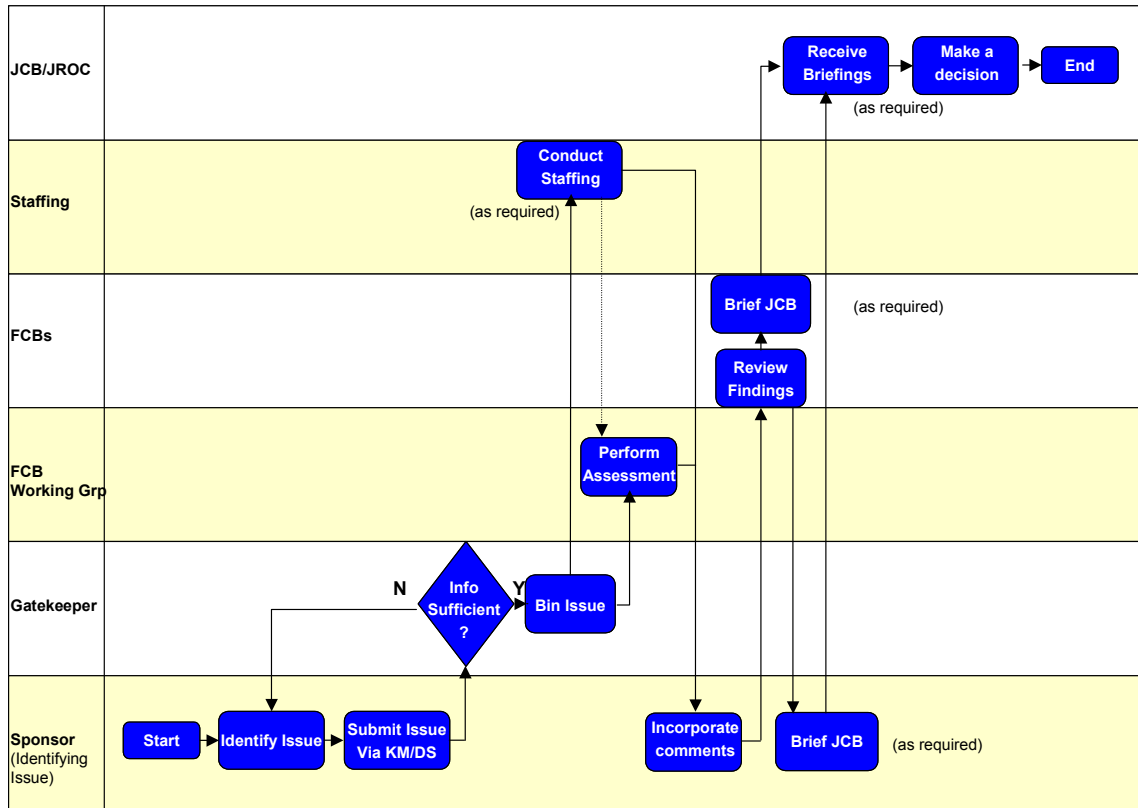 JCB/JROC
Receive
Briefings
Make a
decision
End
(as required)
Staffing
Conduct
Staffing
(as required)
FCBs
Brief JCB
(as required)
Review
Findings
FCB
Working Grp
Perform
Assessment
Gatekeeper
N
Info
Sufficient
?
Y
Bin Issue
Sponsor
(Identifying
Issue)
Start
Identify Issue
Submit Issue
Via KM/DS
Incorporate
comments
Brief JCB
(as required)